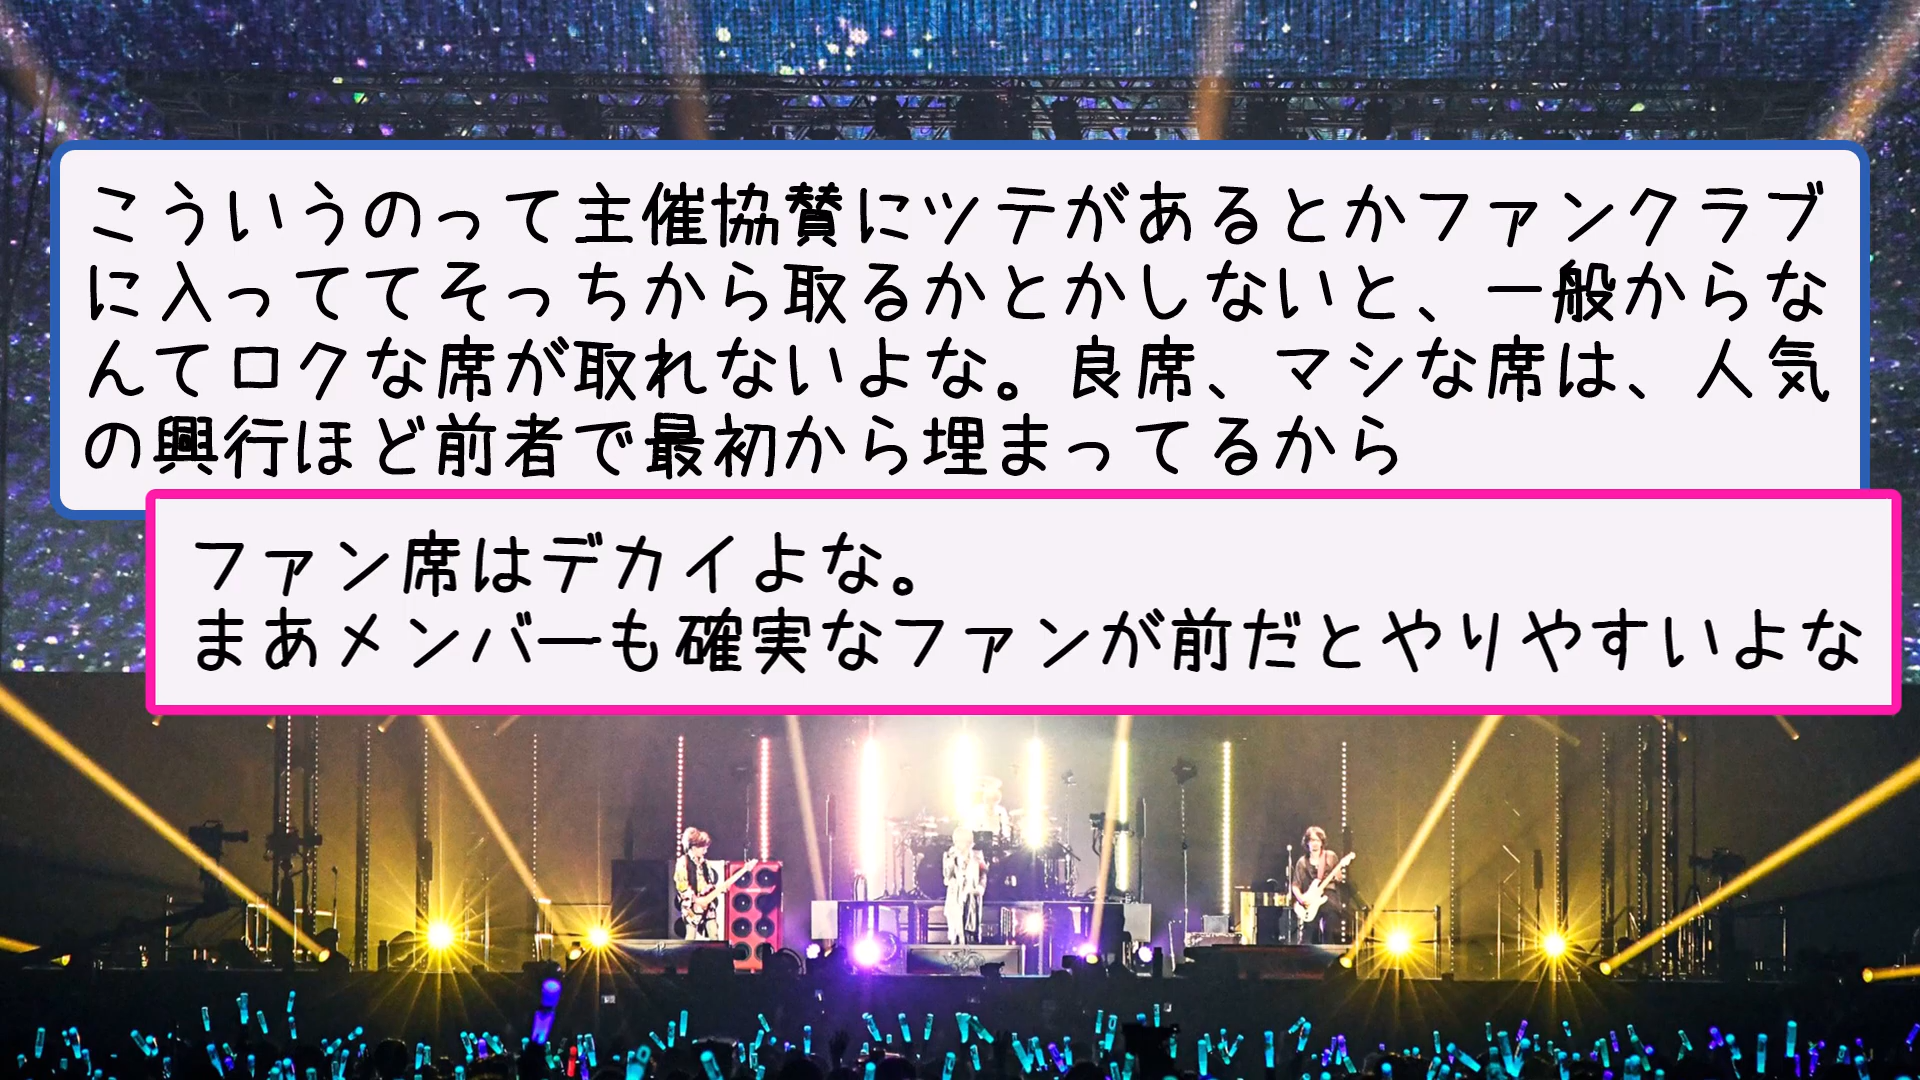 こういうのって主催協賛にツテがあるとかファンクラブ
に入っててそっちから取るかとかしないと、一般からな
んてロクな席が取れないよな。良席、マシな席は、人気
の興行ほど前者で最初から埋まってるから
ファン席はデカイよな。
まあメンバーも確実なファンが前だとやりやすいよな